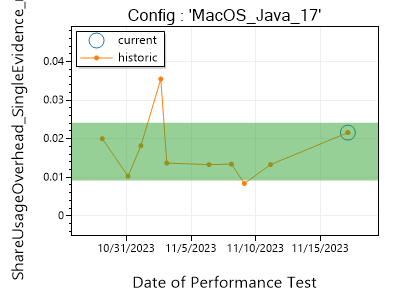 Config : 'MacOS_Java_17'
ShareUsageOverhead_SingleEvidence_
current
historic
0.04
0.03
0.02
0.01
0
10/31/2023 11/5/2023 11/10/2023 11/15/2023
Date of Performance Test